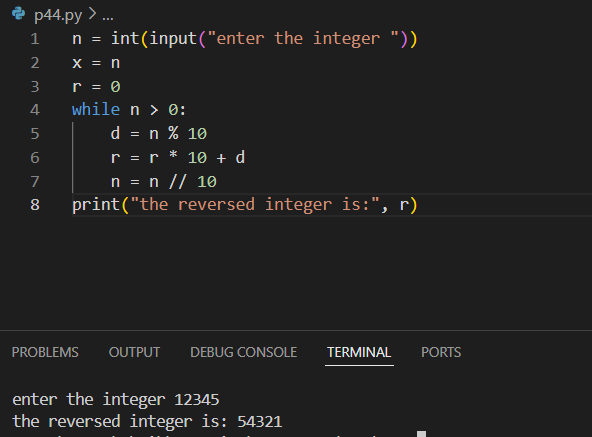 p44.py > ...
1 n = int(input("enter the integer "))
2 x = n
3 r = 0
4 while n > 0:
5     d = n % 10
6     r = r * 10 + d
7     n = n // 10
8 print("the reversed integer is:", r)
PROBLEMS OUTPUT DEBUG CONSOLE TERMINAL PORTS
enter the integer 12345
the reversed integer is: 54321